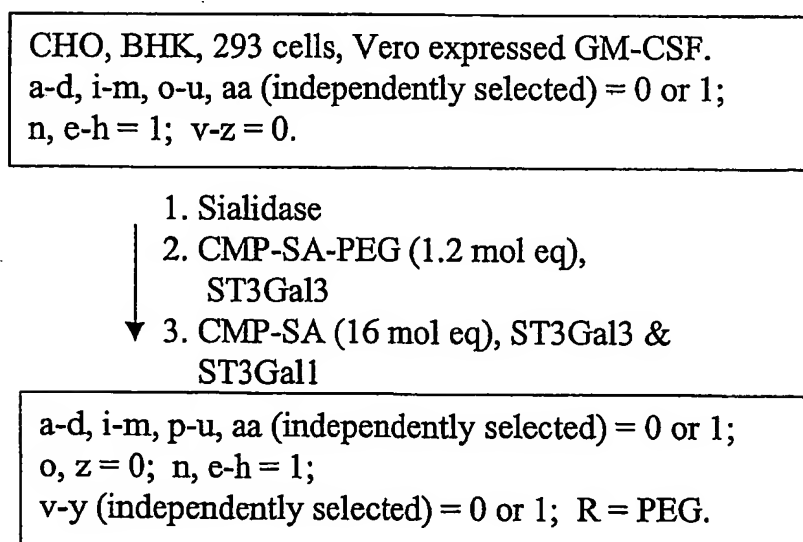 CHO, BHK, 293 cells, Vero expressed GM-CSF.
a-d, i-m, o-u, aa (independently selected) = 0 or 1;
n, e-h = 1; v-z = 0.
1. Sialidase
2. CMP-SA-PEG (1.2 mol eq),
ST3Gal3
3. CMP-SA (16 mol eq), ST3Gal3 &
ST3Gal1
a-d, i-m, p-u, aa (independently selected) = 0 or 1;
o, z = 0; n, e-h = 1;
v-y (independently selected) = 0 or 1; R = PEG.